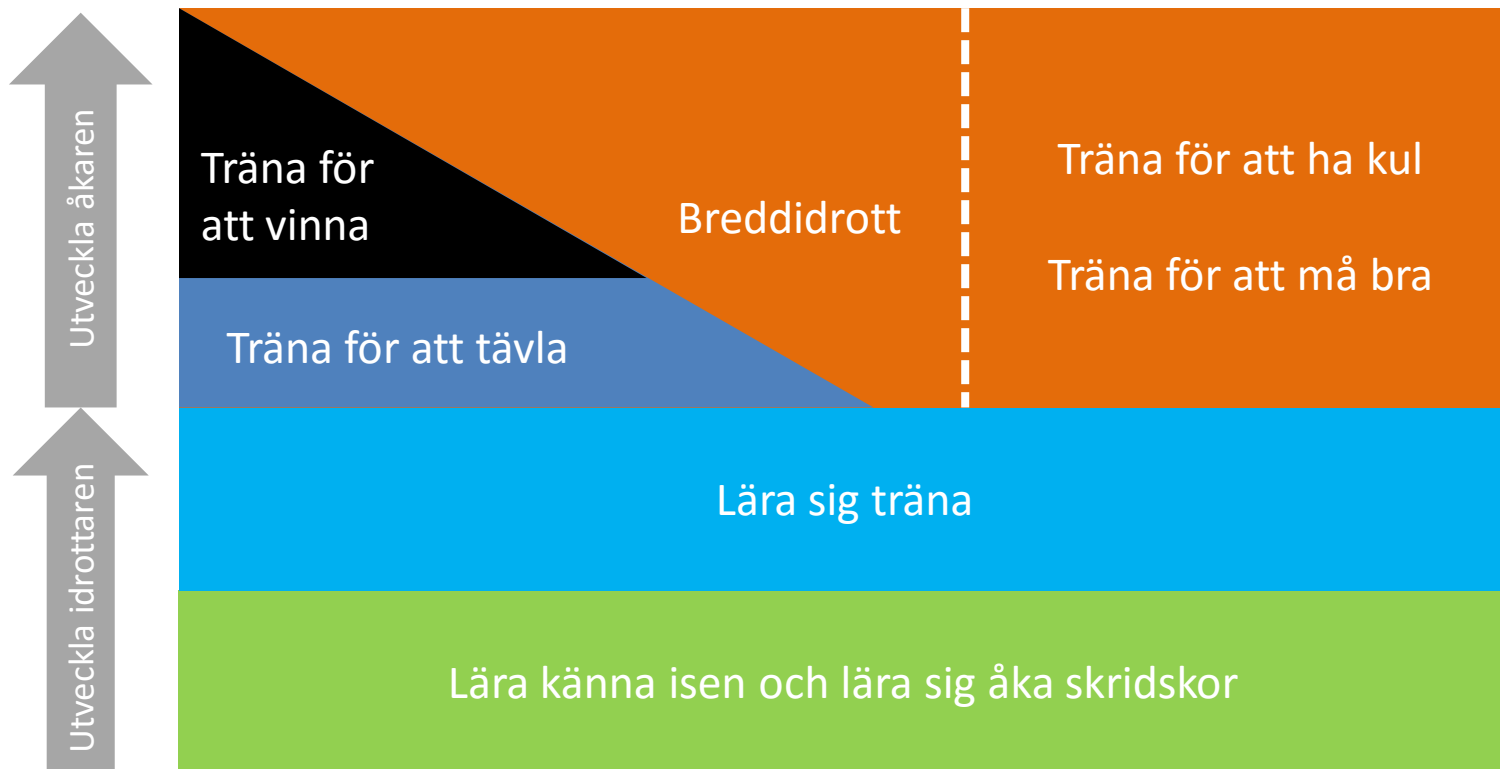 Utveckla åkaren
Träna för
att vinna
Breddidrott
Träna för att ha kul
Träna för att må bra
Träna för att tävla
Utveckla idrottaren
Lära sig träna
Lära känna isen och lära sig åka skridskor